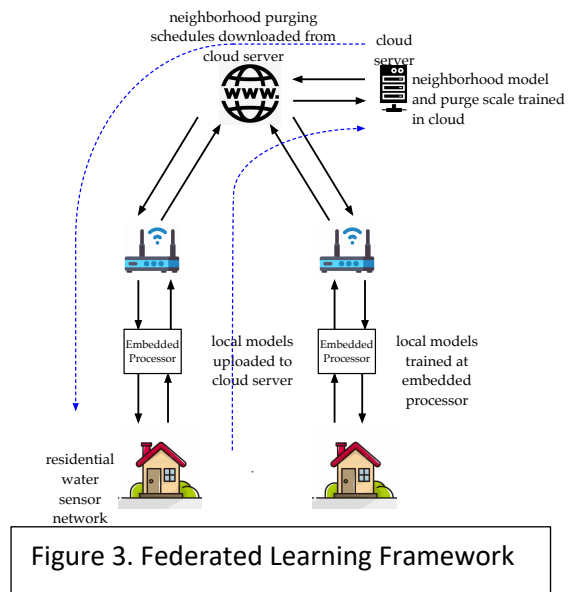 neighborhood purging
schedules downloaded from
cloud server
cloud
server
www.
neighborhood model
and purge scale trained
in cloud
Embedded
Processor
local models
uploaded to
cloud server
Embedded
Processor
local models
trained at
embedded
processor
residential
water
sensor
network
Figure 3. Federated Learning Framework